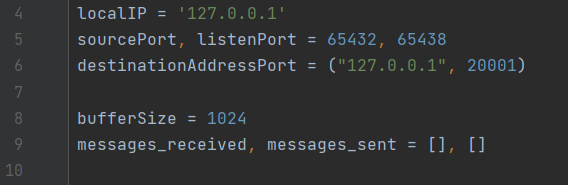 4 localIP = '127.0.0.1'
5 sourcePort, listenPort = 65432, 65438
6 destinationAddressPort = ("127.0.0.1", 20001)
7
8 bufferSize = 1024
9 messages_received, messages_sent = [], []
10